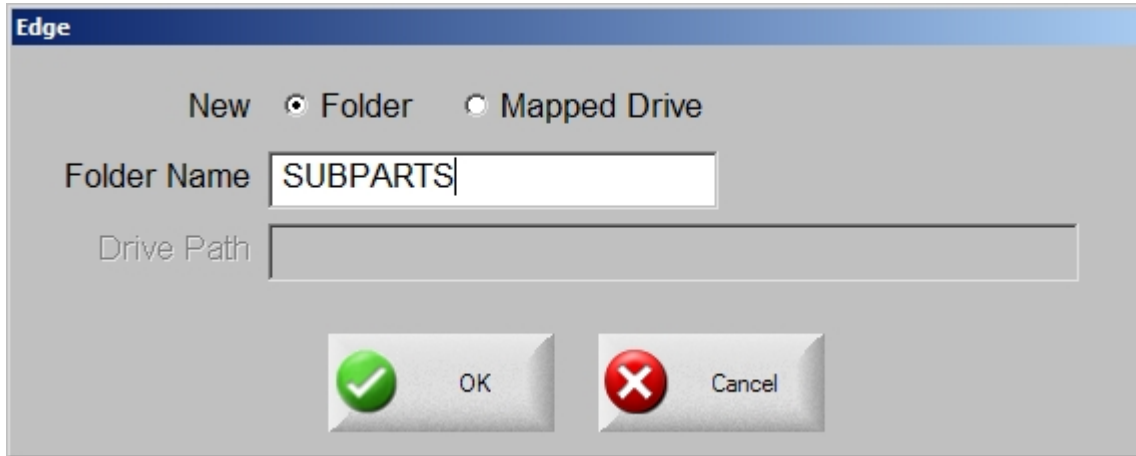 Edge
New Folder Mapped Drive
Folder Name SUBPARTS
Drive Path
OK Cancel